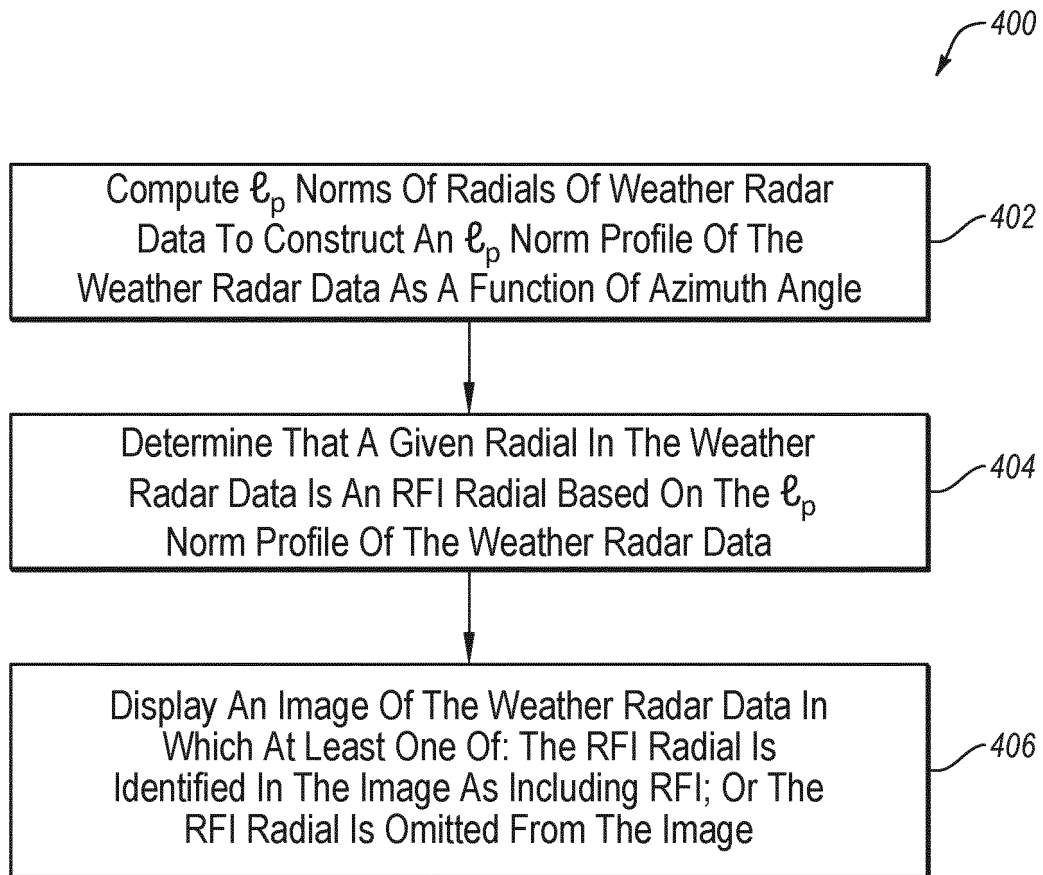 400
Compute ℓp Norms Of Radials Of Weather Radar
Data To Construct An ℓp Norm Profile Of The
Weather Radar Data As A Function Of Azimuth Angle
402
Determine That A Given Radial In The Weather
Radar Data Is An RFI Radial Based On The ℓp
Norm Profile Of The Weather Radar Data
404
Display An Image Of The Weather Radar Data In
Which At Least One Of: The RFI Radial Is
Identified In The Image As Including RFI; Or The
RFI Radial Is Omitted From The Image
406